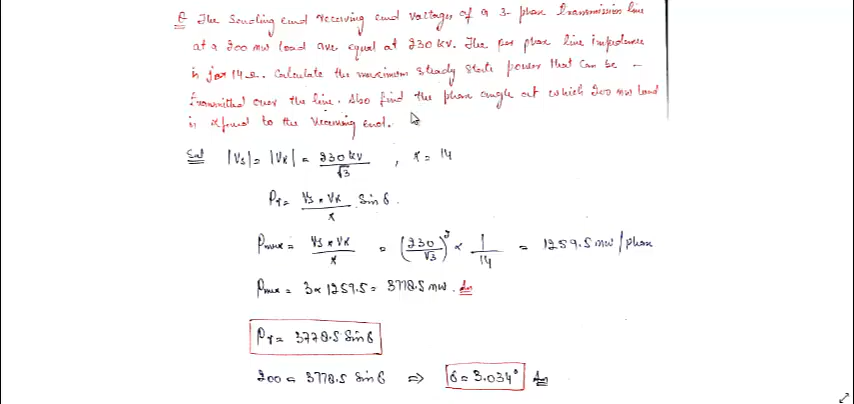 Q The Sending end receiving end voltages of a 3- phase transmission line
at a 200 mw load are equal at 230 kv. The per phase line impedance
is j 14 Ω. Calculate the maximum steady state power that can be -
transmitted over the line. Also find the phase angle at which 200 mw load
is xfered to the receiving end.
Sol |Vs| = |VR| = 230 kv / √3 , x = 14
Pr = Vs × VR / x Sin δ.
Pmax = Vs × VR / x = (230 / √3)² × 1 / 14 = 1259.5 mw / phase
Pmax = 3 × 1259.5 = 3778.5 mw. Ans
Pr = 3778.5 Sin δ
200 = 3778.5 Sin δ ⇒ δ = 3.034° Ans